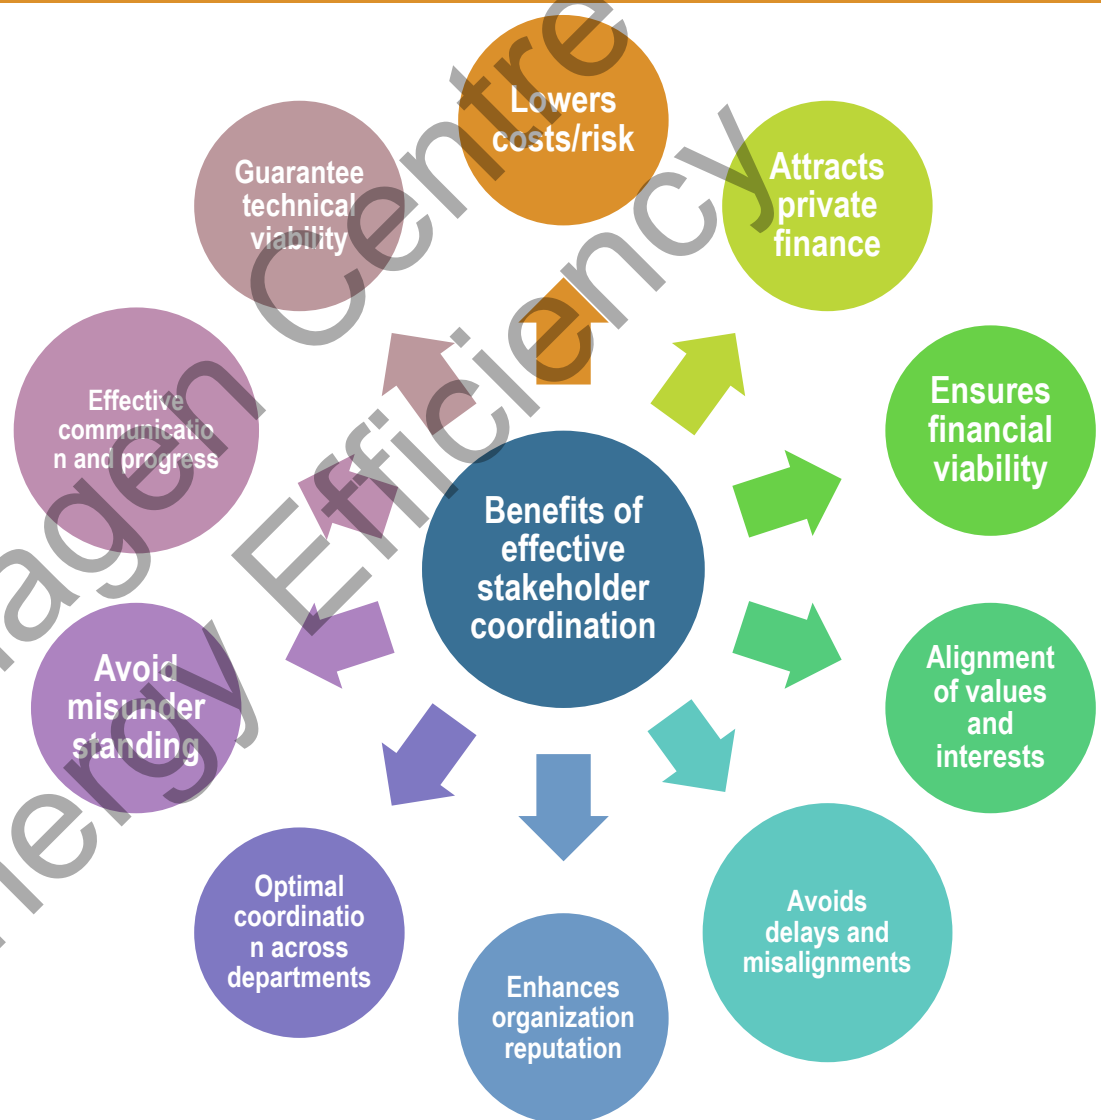 Lowers
costs/risk
Attracts
private
finance
Ensures
financial
viability
Alignment
of values
and
interests
Avoids
delays and
misalignments
Enhances
organization
reputation
Optimal
coordinatio
n across
departments
Avoid
misunder
standing
Effective
communicatio
n and progress
Guarantee
technical
viability
Benefits of
effective
stakeholder
coordination
Centre
Efficiency